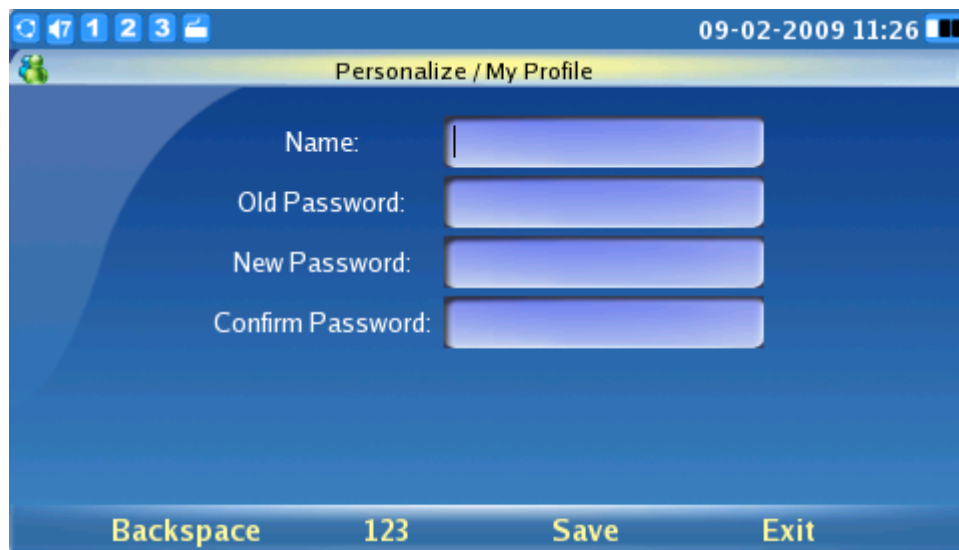 7 1 2 3 09-02-2009 11:26
Personalize / My Profile
Name:
Old Password:
New Password:
Confirm Password:
Backspace 123 Save Exit